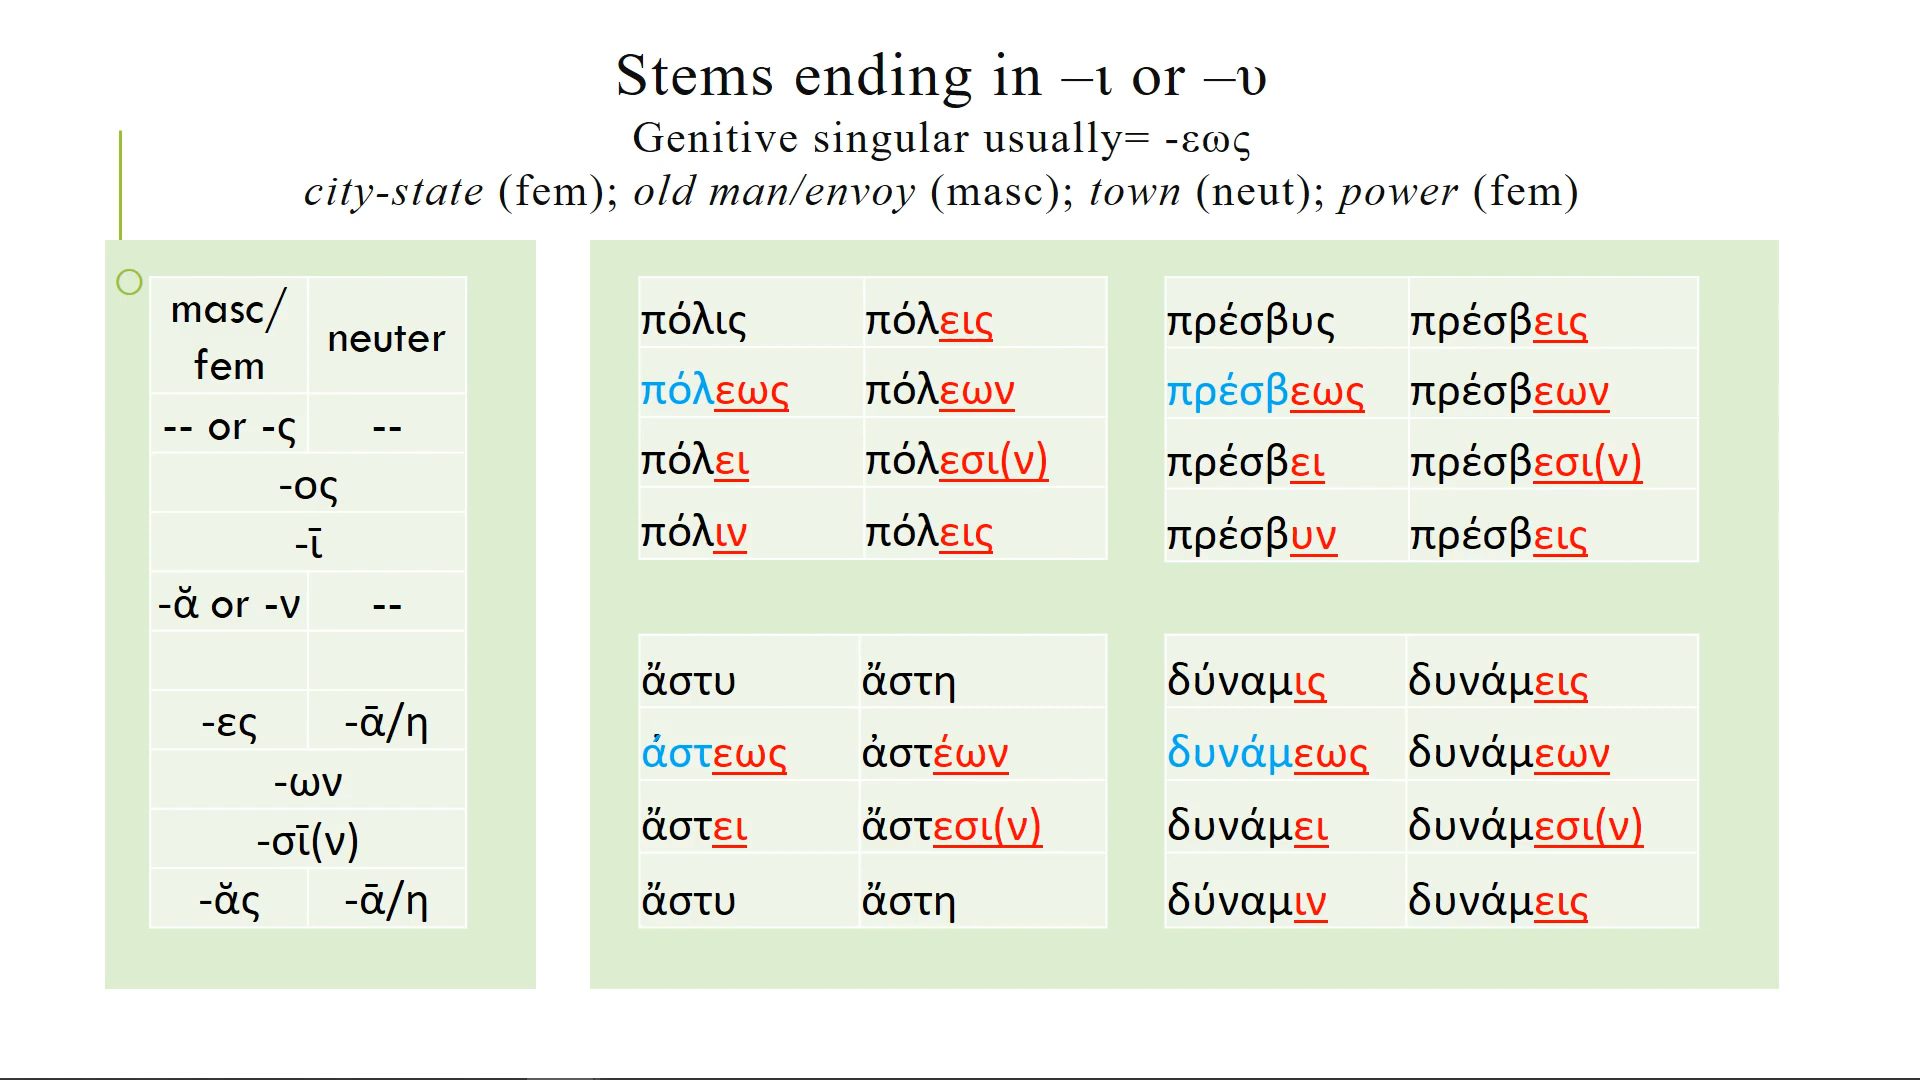 Stems ending in –ι or –υ
Genitive singular usually= -εως
city-state (fem); old man/envoy (masc); town (neut); power (fem)
masc/
fem neuter
-- or -ς --
-ος
-ῑ
-ᾰ or -ν --
-ες -ᾱ/η
-ων
-σῑ(ν)
-ᾰς -ᾱ/η
πόλις πόλεις
πόλεως πόλεων
πόλει πόλεσι(ν)
πόλιν πόλεις
πρέσβυς πρέσβεις
πρέσβεως πρέσβεων
πρέσβει πρέσβεσι(ν)
πρέσβυν πρέσβεις
ἄστυ ἄστη
ἄστεως ἀστέων
ἄστει ἄστεσι(ν)
ἄστυ ἄστη
δύναμις δυνάμεις
δυνάμεως δυνάμεων
δυνάμει δυνάμεσι(ν)
δύναμιν δυνάμεις